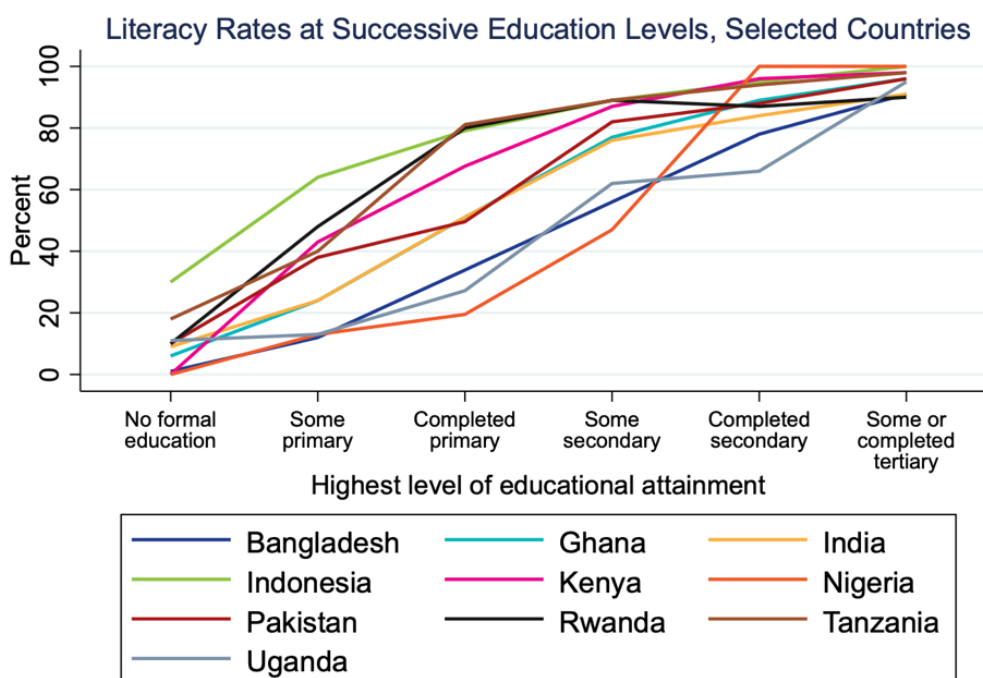 Literacy Rates at Successive Education Levels, Selected Countries
Percent
100
80
60
40
20
0
No formal
education
Some
primary
Completed
primary
Some
secondary
Completed
secondary
Some or
completed
tertiary
Highest level of educational attainment
Bangladesh
Ghana
India
Indonesia
Kenya
Nigeria
Pakistan
Rwanda
Tanzania
Uganda